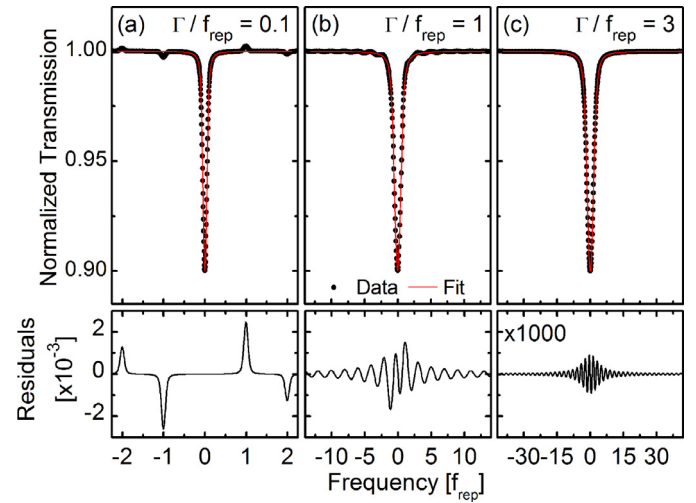 (a) Γ / f_rep = 0.1
(b) Γ / f_rep = 1
(c) Γ / f_rep = 3
Normalized Transmission
1.00
0.95
0.90
Data Fit
Residuals
[x10⁻³]
2
0
-2
x1000
-2 -1 0 1 2
-10 -5 0 5 10
-30 -15 0 15 30
Frequency [f_rep]